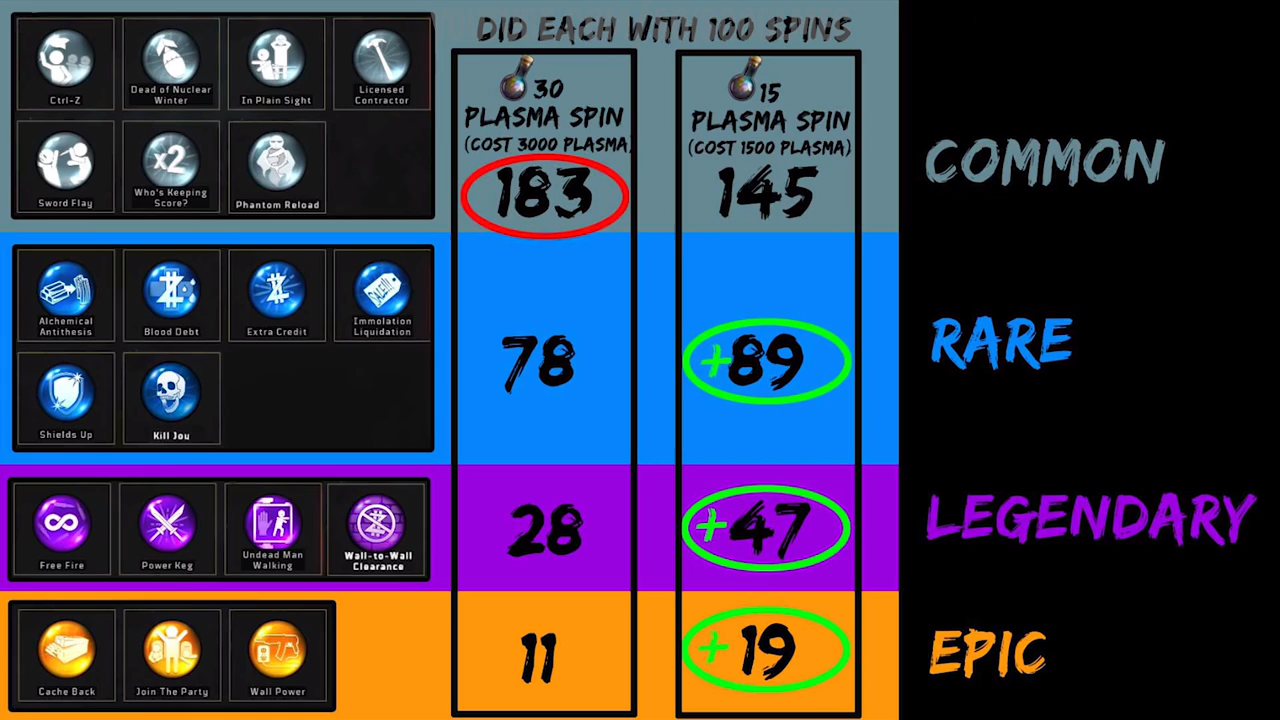 DID EACH WITH 100 SPINS
Ctrl-Z
Dead of Nuclear
Winter
In Plain Sight
Licensed
Contractor
Sword Flay
x2
Who's Keeping
Score?
Phantom Reload
30
PLASMA SPIN
(COST 3000 PLASMA)
183
15
PLASMA SPIN
(COST 1500 PLASMA)
145
COMMON
Alchemical
Antithesis
Blood Debt
Extra Credit
SALE!
Immolation
Liquidation
Shields Up
Kill Joy
78
+89
RARE
Free Fire
Power Keg
Undead Man
Walking
Wall-to-Wall
Clearance
28
+47
LEGENDARY
Cache Back
Join The Party
Wall Power
11
+19
EPIC